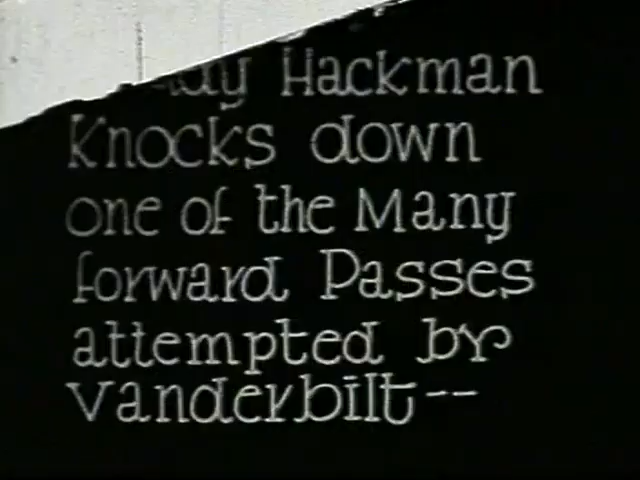 Hackman
Knocks down
one of the Many
forward Passes
attempted by
Vanderbilt--